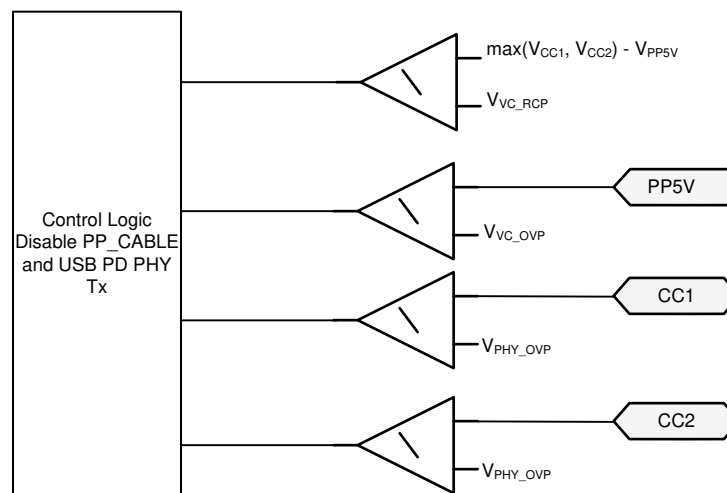 max(VCC1, VCC2) - VPP5V
VVC_RCP
PP5V
VVC_OVP
Control Logic
Disable PP_CABLE
and USB PD PHY
Tx
CC1
VPHY_OVP
CC2
VPHY_OVP